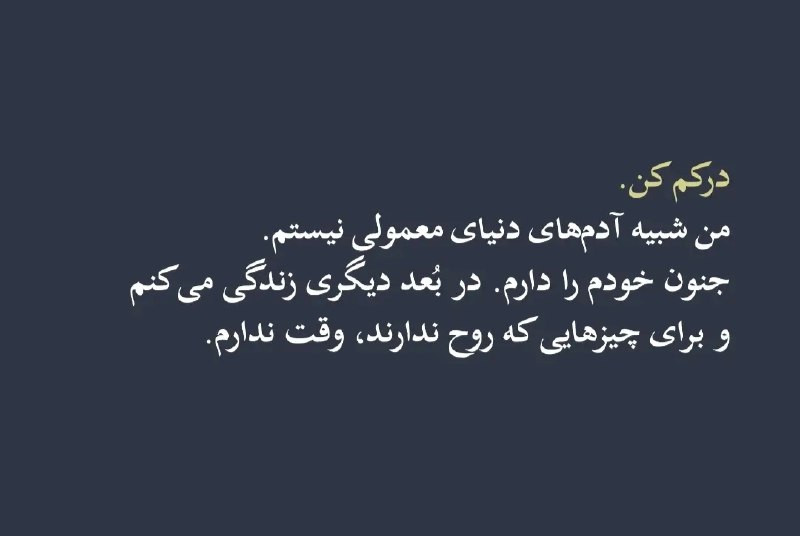 درکم کن.
من شبیه آدم‌های دنیای معمولی نیستم.
جنون خودم را دارم. در بُعد دیگری زندگی می‌کنم
و برای چیزهایی که روح ندارند، وقت ندارم.